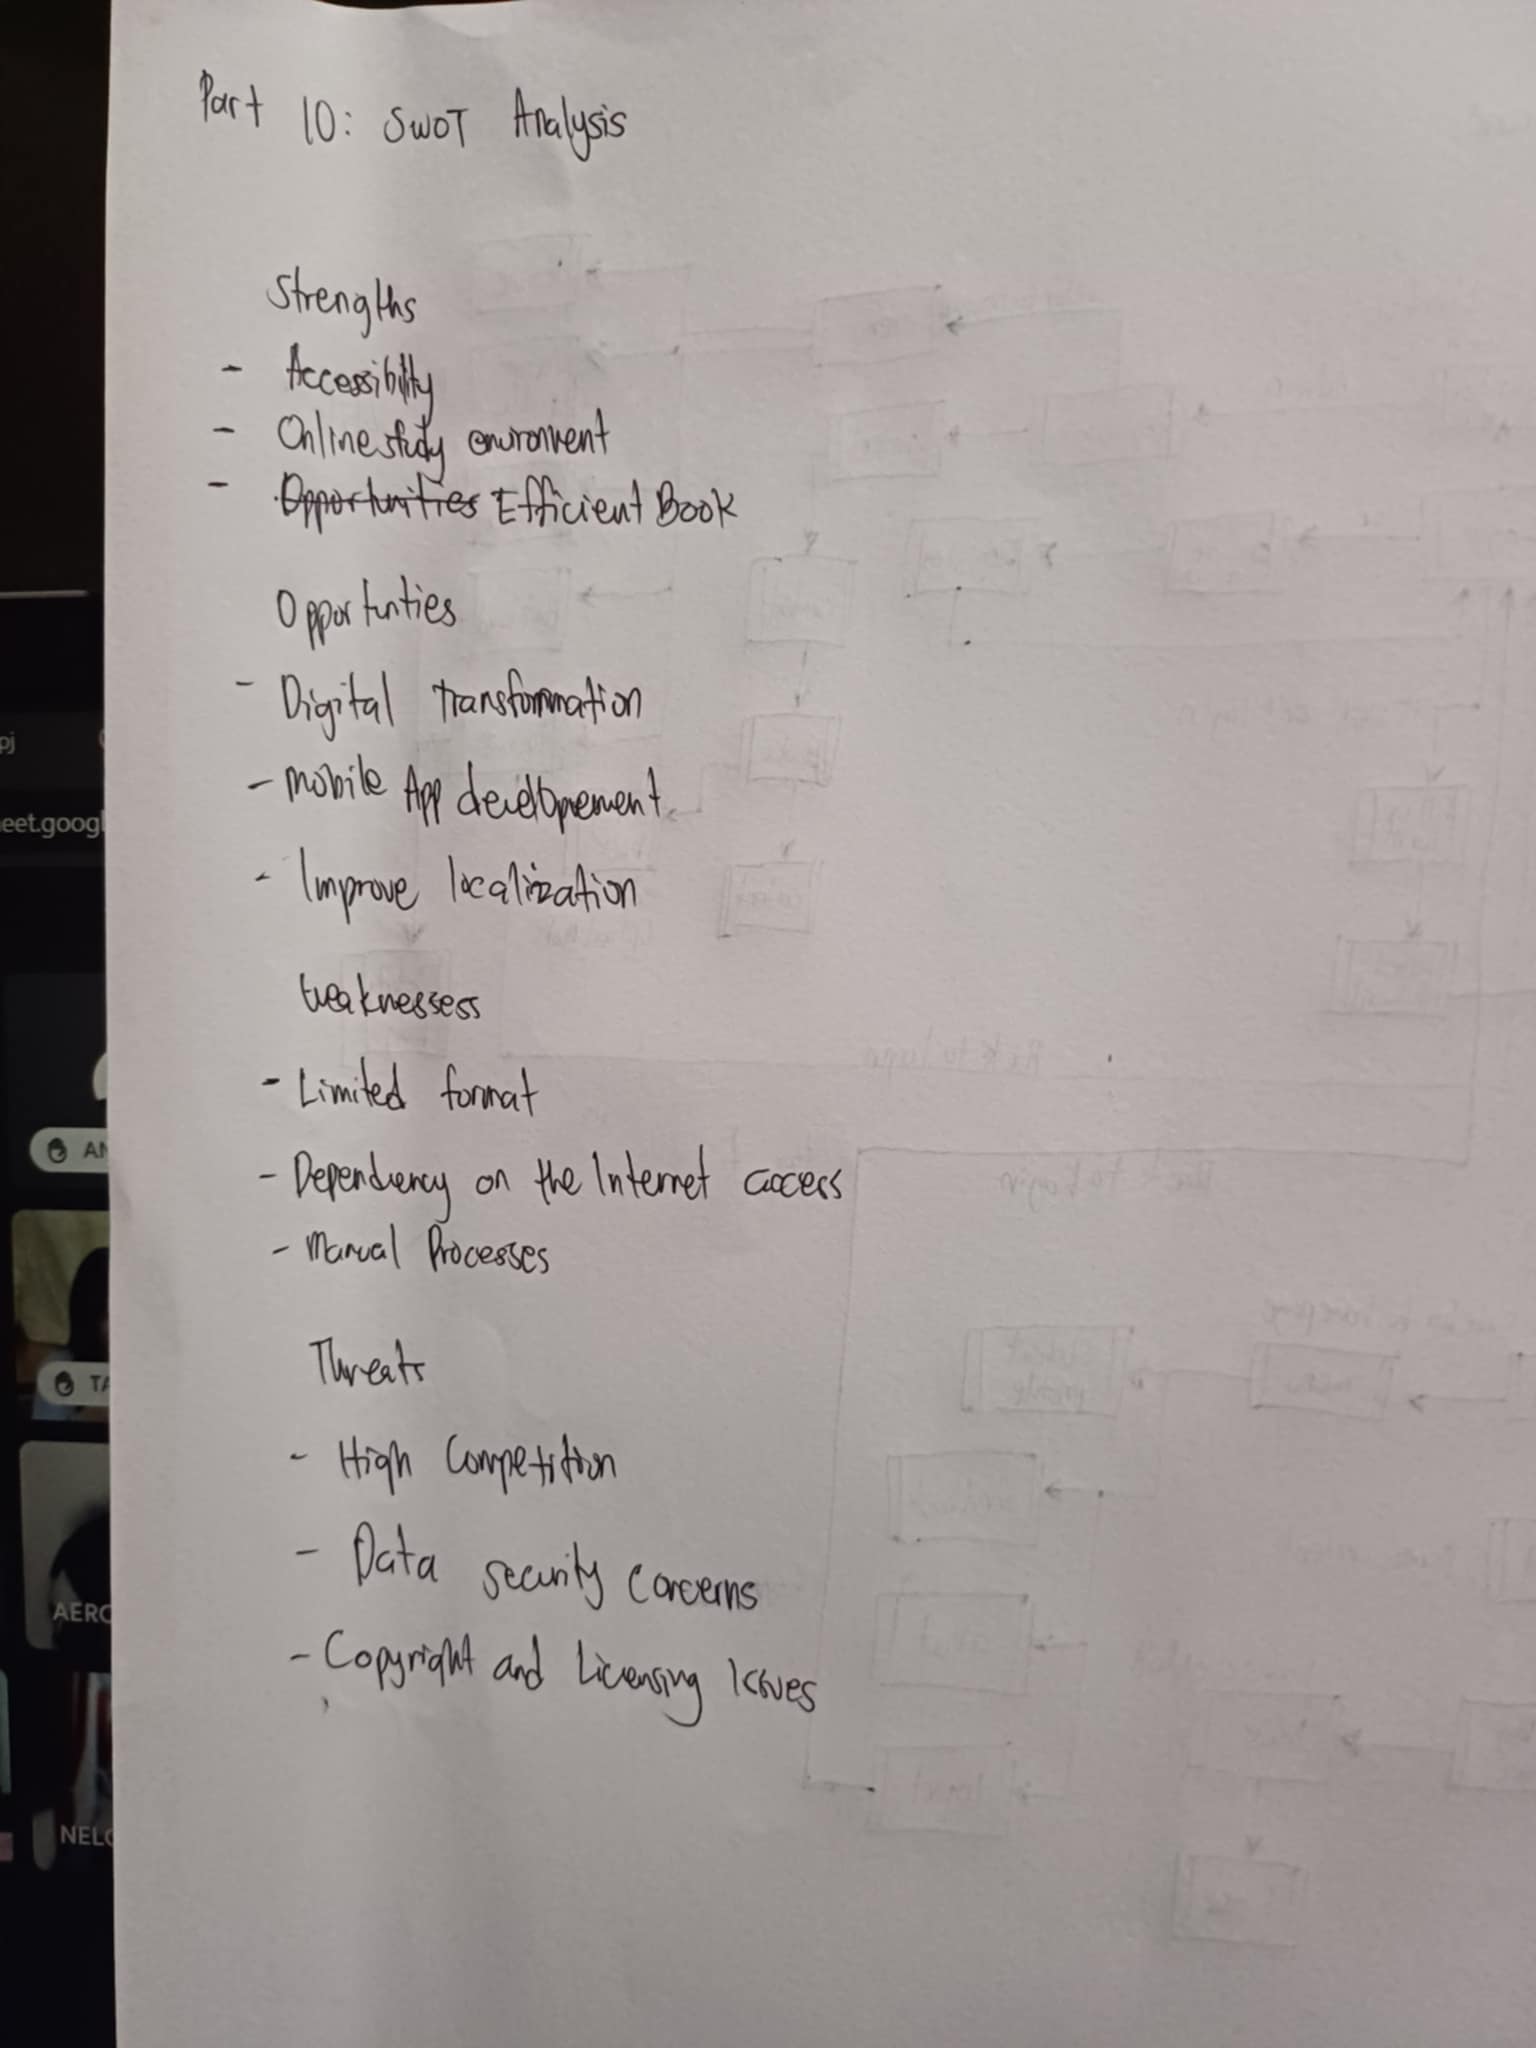 Part 10: SWOT Analysis
Strengths
- Accessibility
- Online study environment
- Opportunities Efficient Book
Opportunties
- Digital transformation
- Mobile App developement
- Improve localization
Weaknessess
- Limited format
- Dependency on the Internet access
- Manual Processes
Threats
- High Competition
- Data security Concerns
- Copyright and Licensing Issues
pj
eet.googl
AN
TA
AERO
NELO